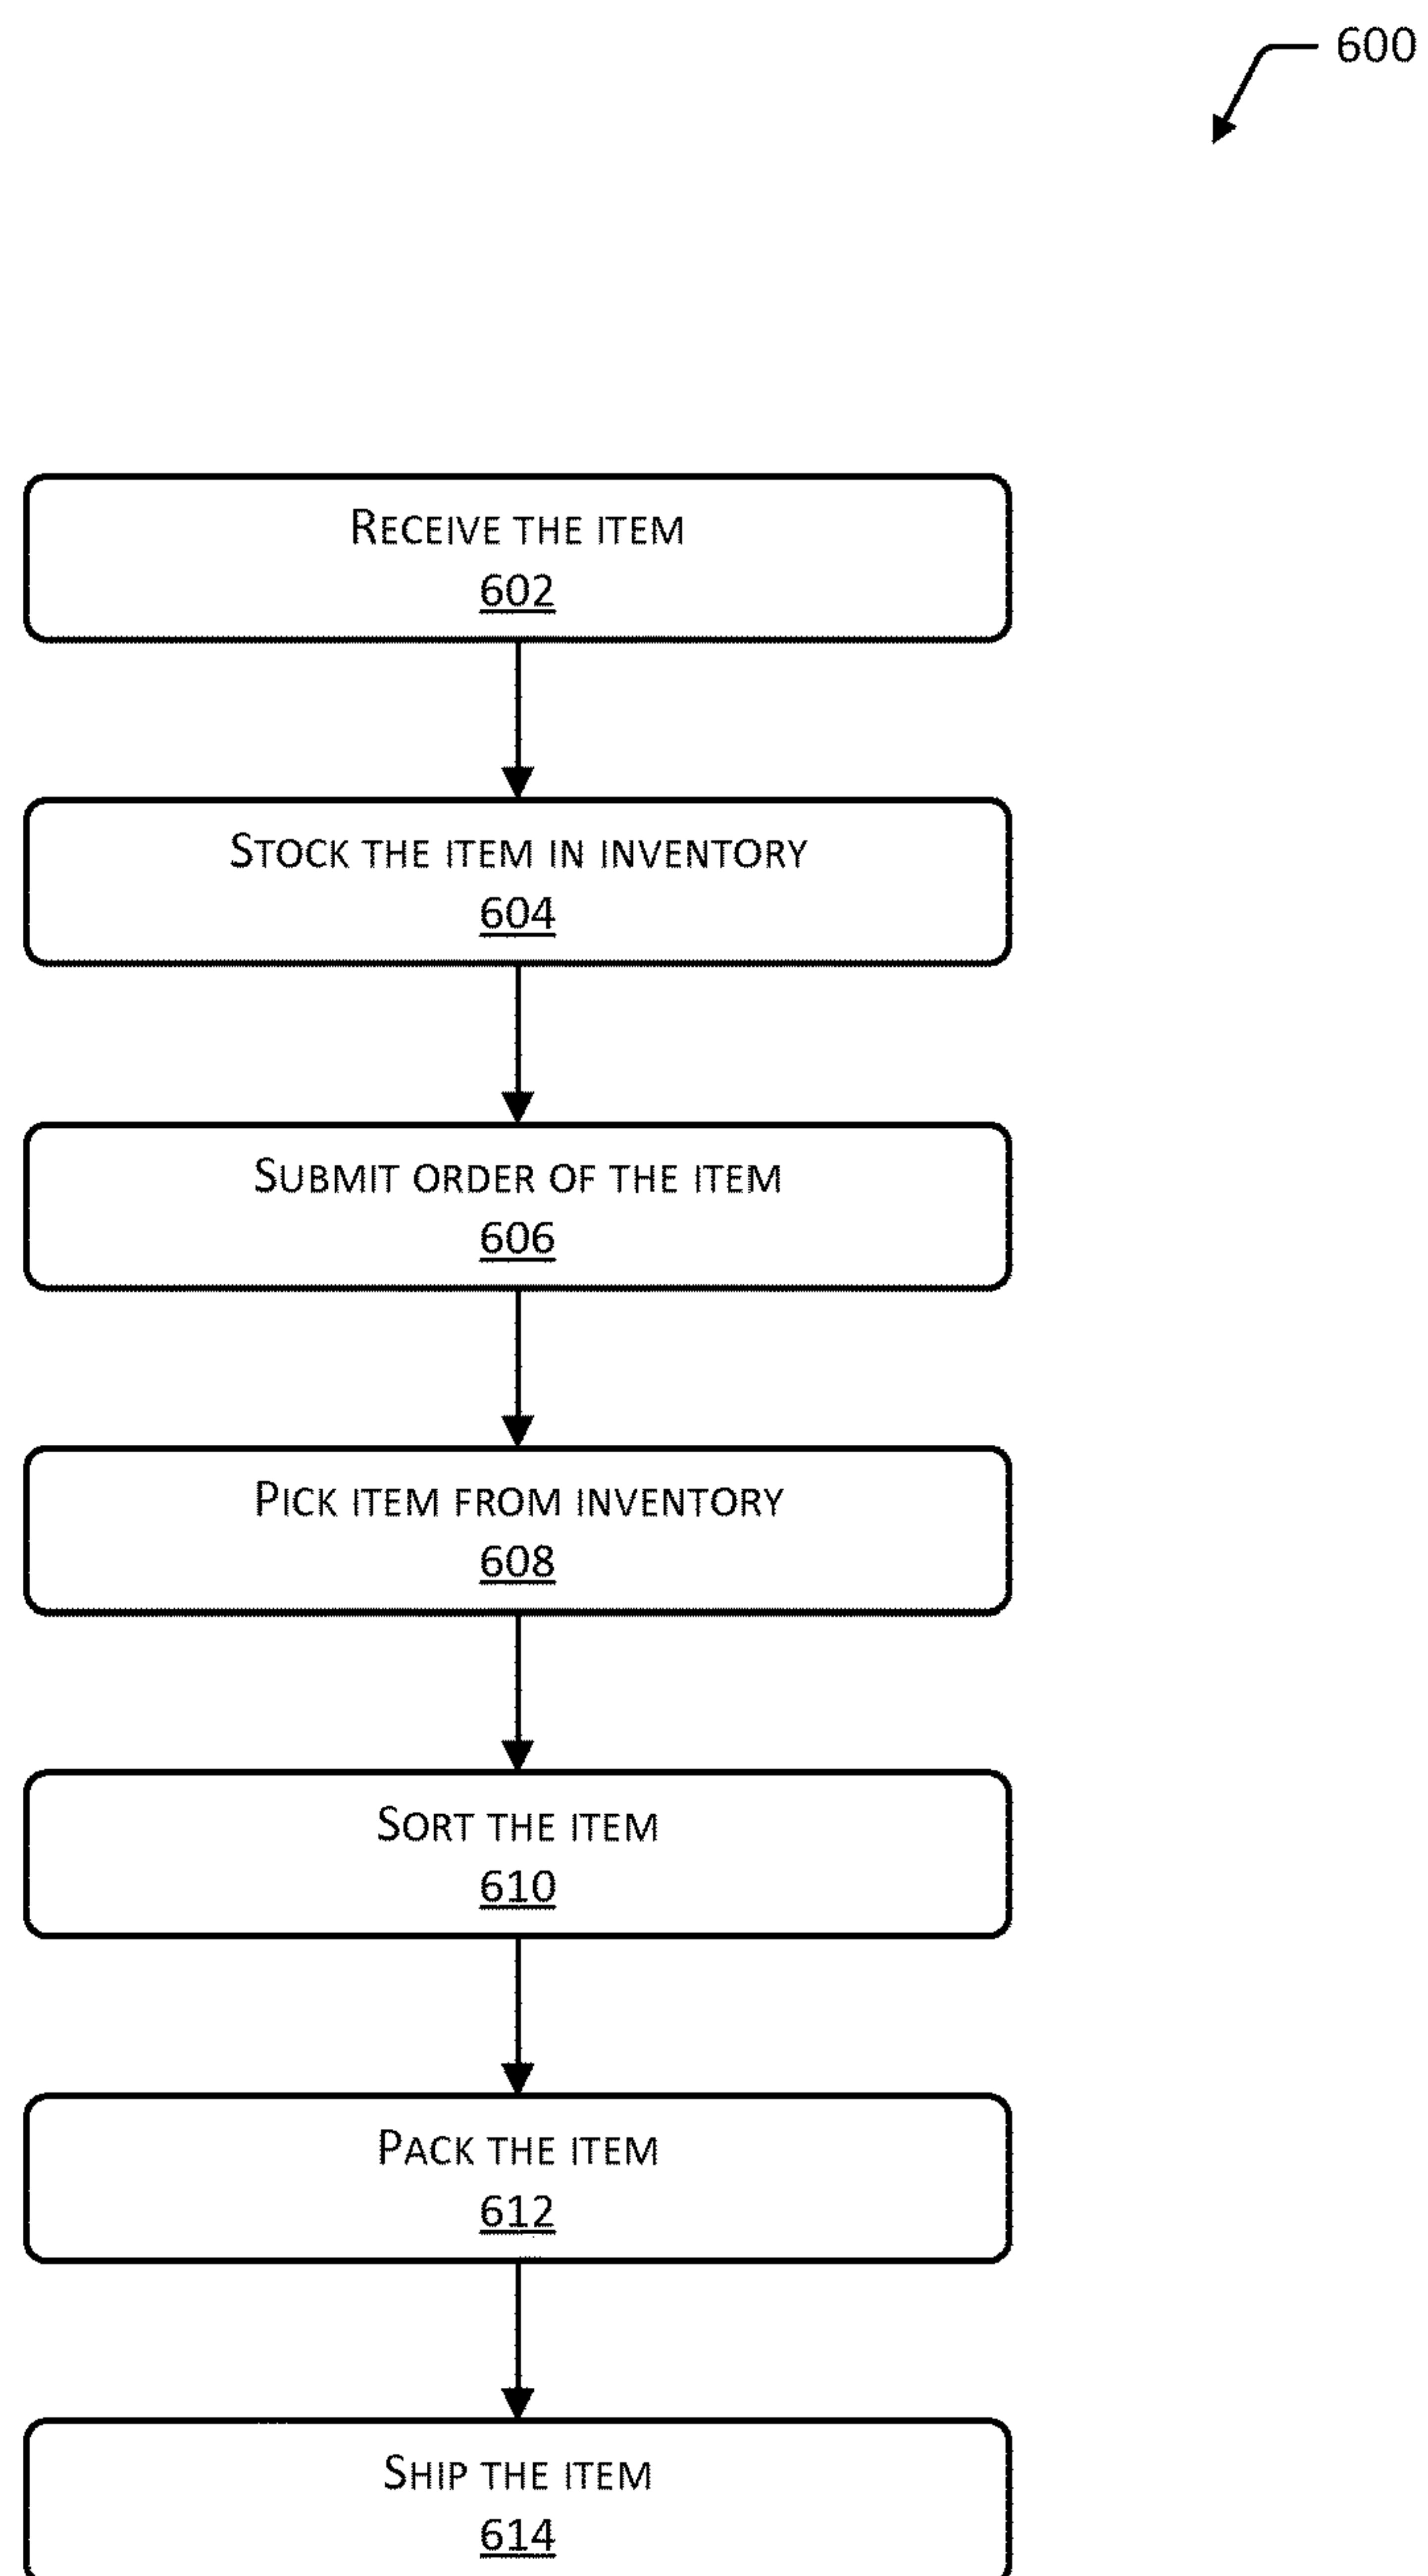 600
Receive the item
602
Stock the item in inventory
604
Submit order of the item
606
Pick item from inventory
608
Sort the item
610
Pack the item
612
Ship the item
614